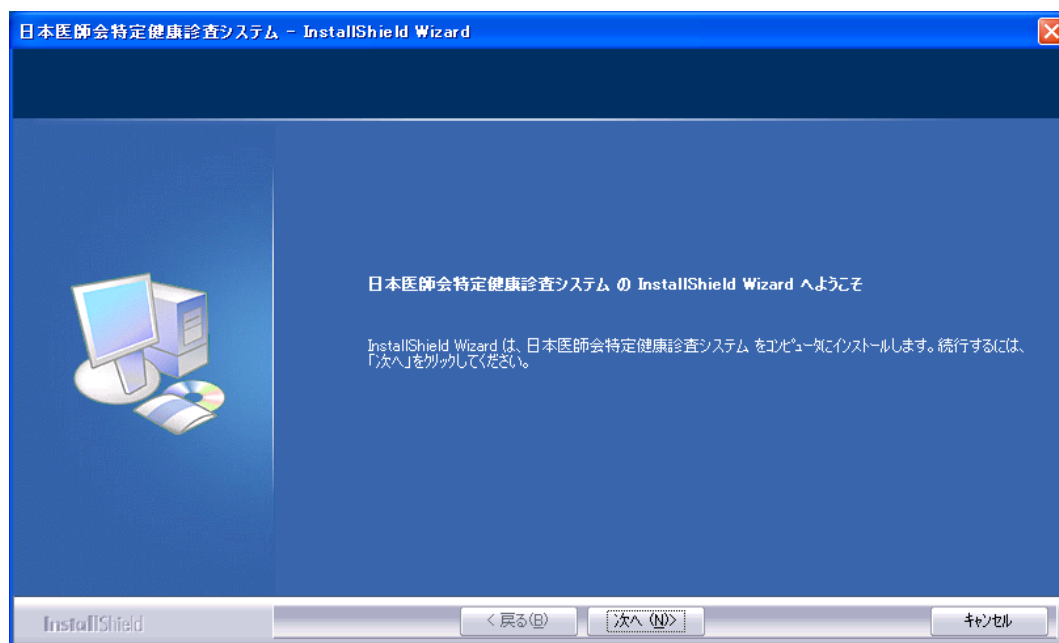 日本医師会特定健康診査システム - InstallShield Wizard
日本医師会特定健康診査システム の InstallShield Wizard へようこそ
InstallShield Wizard は、日本医師会特定健康診査システム をコンピュータにインストールします。続行するには、
「次へ」をクリックしてください。
InstallShield
< 戻る(B)
次へ (N)>
キャンセル